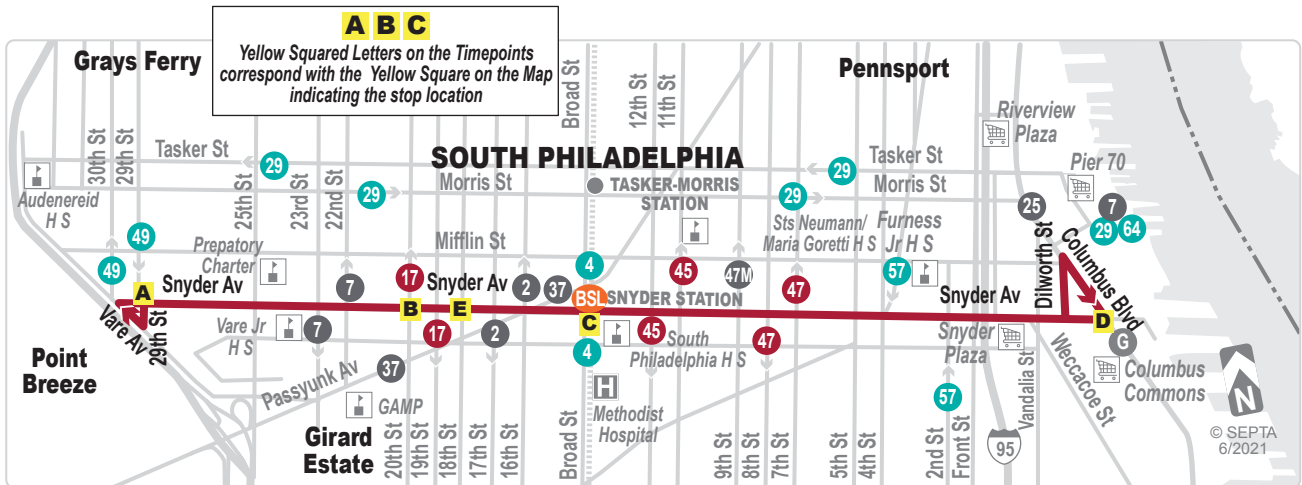 A B C
Yellow Squared Letters on the Timepoints
correspond with the Yellow Square on the Map
indicating the stop location
Grays Ferry
Pennsport
Broad St
12th St
11th St
Riverview
Plaza
30th St
29th St
Tasker St
29
SOUTH PHILADELPHIA
29
Tasker St
Pier 70
25th St
23rd St
22nd St
29
Morris St
TASKER-MORRIS
STATION
29
Morris St
25
7
29
64
Audenereid
H S
Sts Neumann/
Maria Goretti H S
Furness
Jr H S
49
49
Prepatory
Charter
Mifflin St
Dilworth St
Columbus Blvd
7
17
2
37
4
45
47M
47
57
A
Snyder Av
Snyder Av
BSL
SNYDER STATION
Snyder Av
B
E
C
D
Vare Av
29th St
Vare Jr
H S
7
17
2
4
45
South
Philadelphia H S
47
Snyder
Plaza
G
Point
Breeze
Passyunk Av
37
Vandalia St
Weccacoe St
Columbus
Commons
GAMP
H
Methodist
Hospital
57
N
Girard
Estate
20th St
19th St
18th St
17th St
16th St
Broad St
9th St
8th St
7th St
5th St
4th St
2nd St
Front St
95
© SEPTA
6/2021